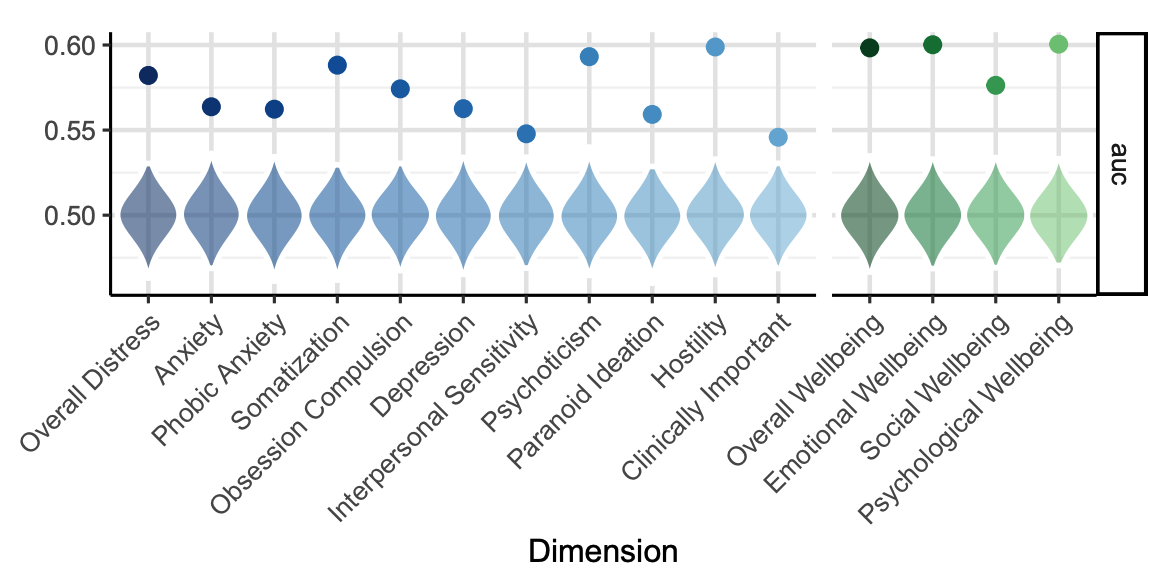 0.60
0.55
0.50
auc
Overall Distress
Anxiety
Phobic Anxiety
Somatization
Obsession Compulsion
Depression
Interpersonal Sensitivity
Psychoticism
Paranoid Ideation
Hostility
Clinically Important
Overall Wellbeing
Emotional Wellbeing
Social Wellbeing
Psychological Wellbeing
Dimension